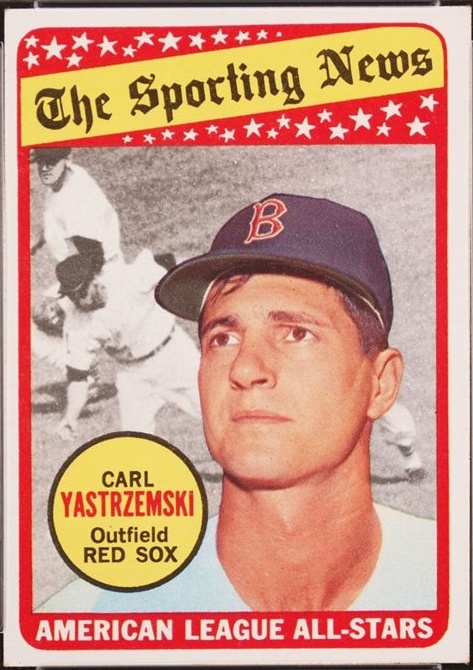 The Sporting News
B
CARL
YASTRZEMSKI
Outfield
RED SOX
AMERICAN LEAGUE ALL-STARS